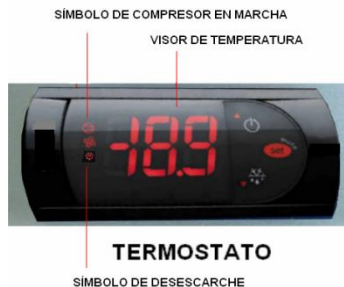 SÍMBOLO DE COMPRESOR EN MARCHA
VISOR DE TEMPERATURA
-18.9
set
TERMOSTATO
SÍMBOLO DE DESESCARCHE